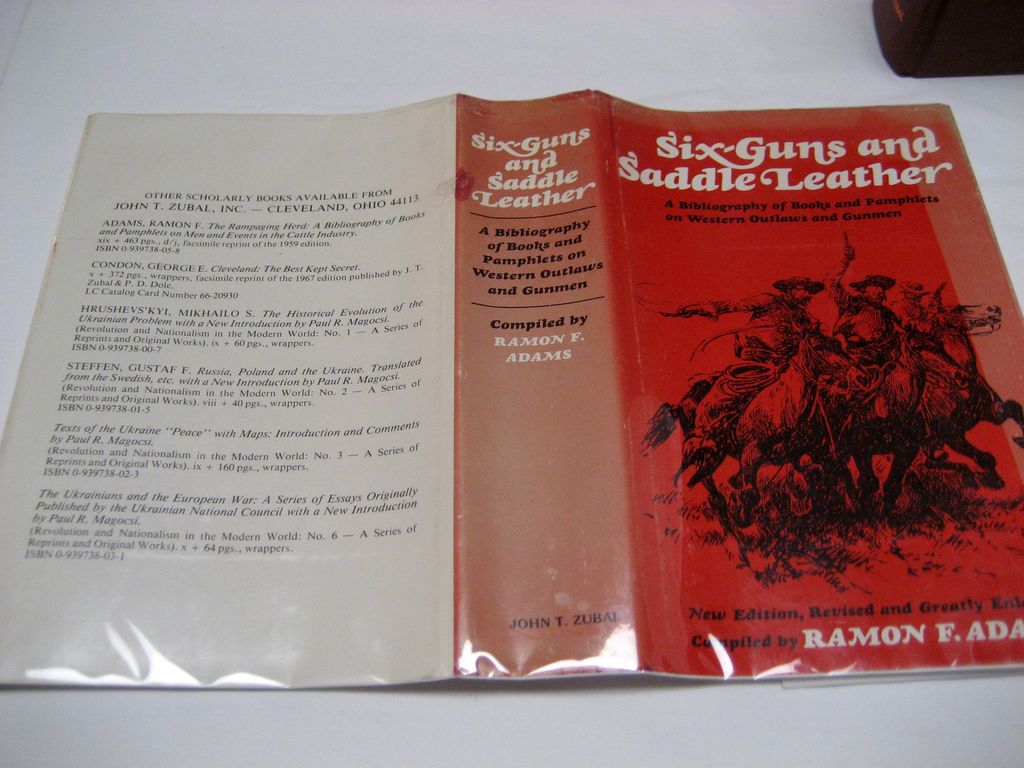 OTHER SCHOLARLY BOOKS AVAILABLE FROM
JOHN T. ZUBAL, INC. — CLEVELAND, OHIO 44113
ADAMS, RAMON F. The Rampaging Herd: A Bibliography of Books
and Pamphlets on Men and Events in the Cattle Industry.
xix + 463 pgs., d/j, facsimile reprint of the 1959 edition.
ISBN 0-939738-05-8
CONDON, GEORGE E. Cleveland: The Best Kept Secret.
x + 372 pgs., wrappers, facsimile reprint of the 1967 edition published by J. T.
Zubal & P. D. Dole.
LC Catalog Card Number 66-20930
HRUSHEVS'KYI, MIKHAILO S. The Historical Evolution of the
Ukrainian Problem with a New Introduction by Paul R. Magocsi.
(Revolution and Nationalism in the Modern World: No. 1 — A Series of
Reprints and Original Works). ix + 60 pgs., wrappers.
ISBN 0-939738-00-7
STEFFEN, GUSTAF F. Russia, Poland and the Ukraine. Translated
from the Swedish, etc. with a New Introduction by Paul R. Magocsi.
(Revolution and Nationalism in the Modern World: No. 2 — A Series of
Reprints and Original Works). viii + 40 pgs., wrappers.
ISBN 0-939738-01-5
Texts of the Ukraine "Peace" with Maps: Introduction and Comments
by Paul R. Magocsi.
(Revolution and Nationalism in the Modern World: No. 3 — A Series of
Reprints and Original Works). ix + 160 pgs., wrappers.
ISBN 0-939738-02-3
The Ukrainians and the European War: A Series of Essays Originally
Published by the Ukrainian National Council with a New Introduction
by Paul R. Magocsi.
(Revolution and Nationalism in the Modern World: No. 6 — A Series of
Reprints and Original Works). x + 64 pgs., wrappers.
ISBN 0-939738-03-1
Six-Guns
and
Saddle
Leather
A Bibliography
of Books and
Pamphlets on
Western Outlaws
and Gunmen
Compiled by
RAMON F.
ADAMS
JOHN T. ZUBAL
Six-Guns and
Saddle Leather
A Bibliography of Books and Pamphlets
on Western Outlaws and Gunmen
New Edition, Revised and Greatly Enl
Compiled by RAMON F. ADA